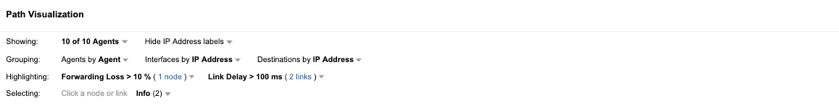 Path Visualization
Showing: 10 of 10 Agents Hide IP Address labels
Grouping: Agents by Agent Interfaces by IP Address Destinations by IP Address
Highlighting: Forwarding Loss > 10 % ( 1 node ) Link Delay > 100 ms ( 2 links )
Selecting: Click a node or link Info (2)